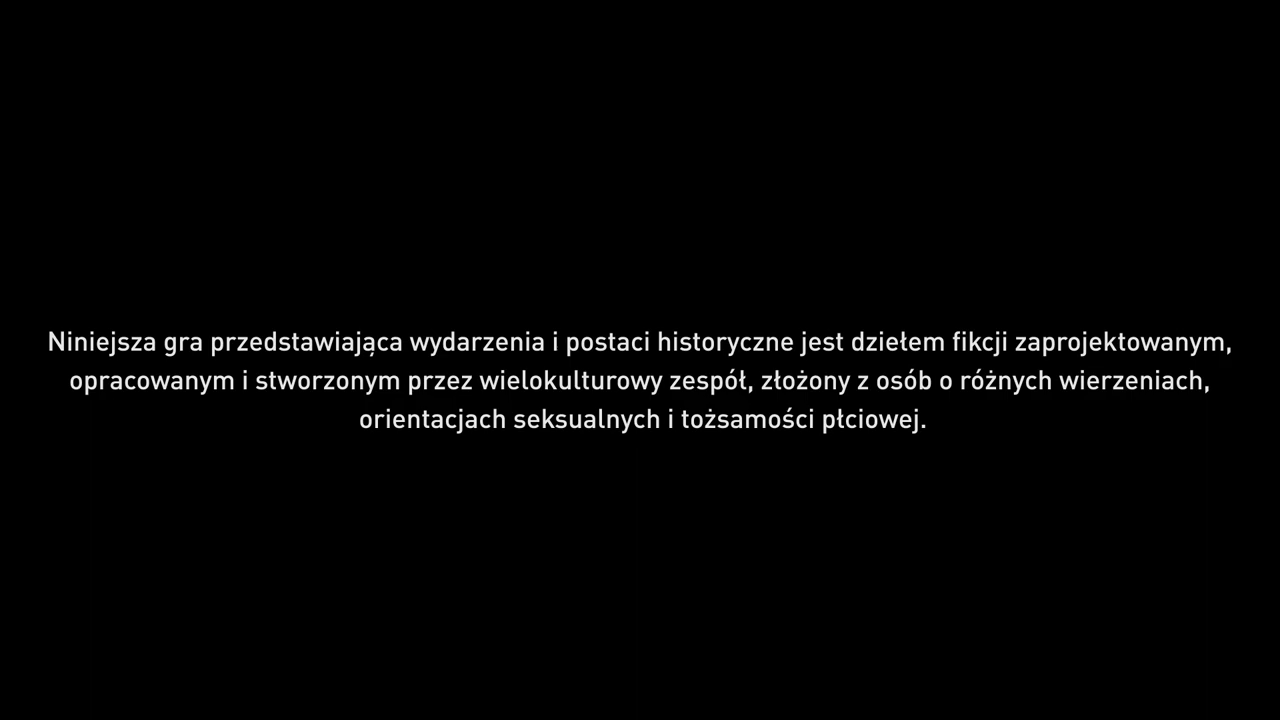 Niniejsza gra przedstawiająca wydarzenia i postaci historyczne jest dziełem fikcji zaprojektowanym,
opracowanym i stworzonym przez wielokulturowy zespół, złożony z osób o różnych wierzeniach,
orientacjach seksualnych i tożsamości płciowej.